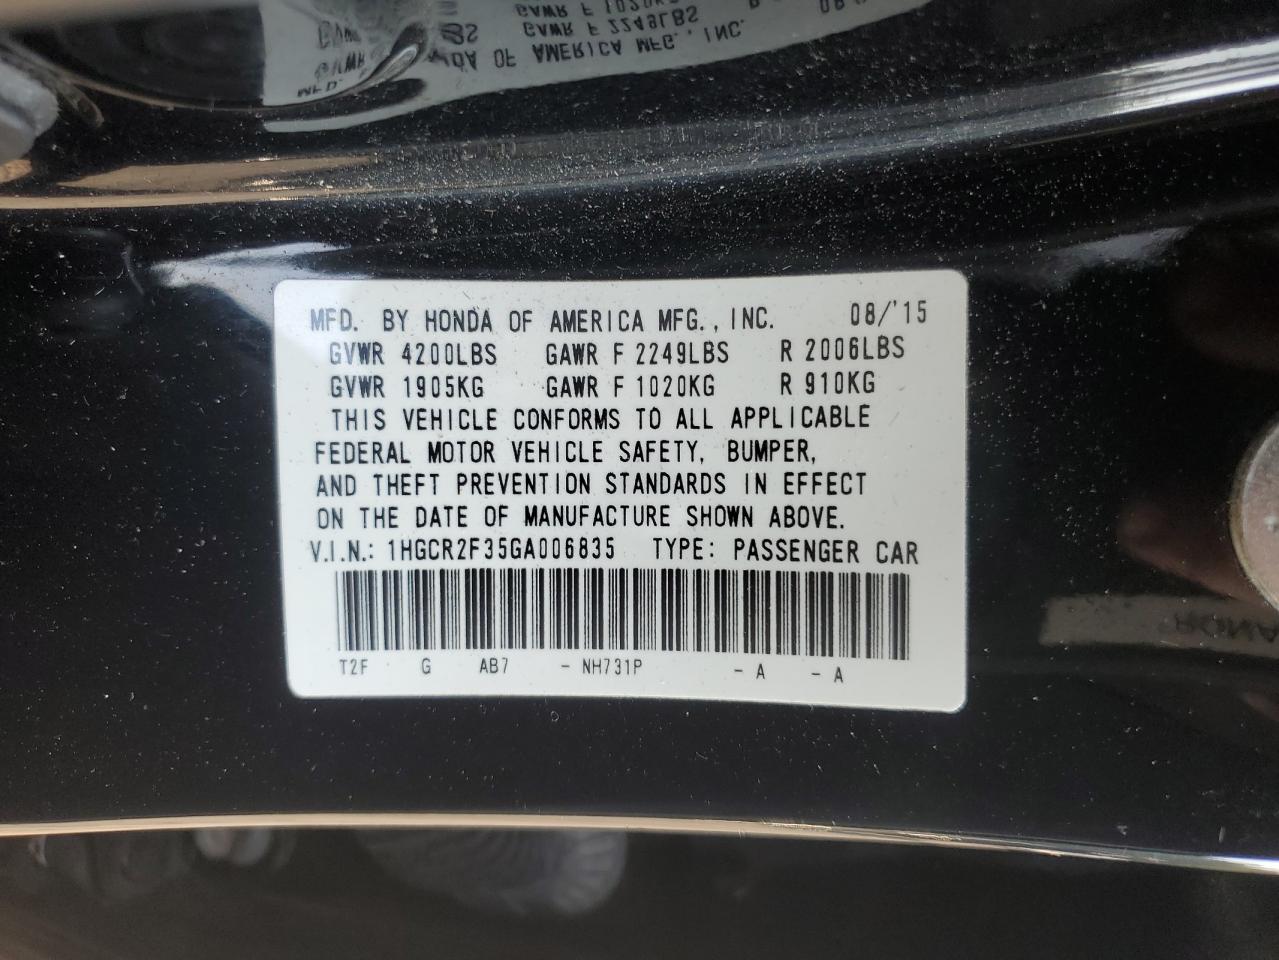 MFD. BY HONDA OF AMERICA MFG., INC. 08/'15
GVWR 4200LBS GAWR F 2249LBS R 2006LBS
GVWR 1905KG GAWR F 1020KG R 910KG
THIS VEHICLE CONFORMS TO ALL APPLICABLE
FEDERAL MOTOR VEHICLE SAFETY, BUMPER,
AND THEFT PREVENTION STANDARDS IN EFFECT
ON THE DATE OF MANUFACTURE SHOWN ABOVE.
V.I.N.: 1HGCR2F35GA006835 TYPE: PASSENGER CAR
T2F G AB7 - NH731P - A - A